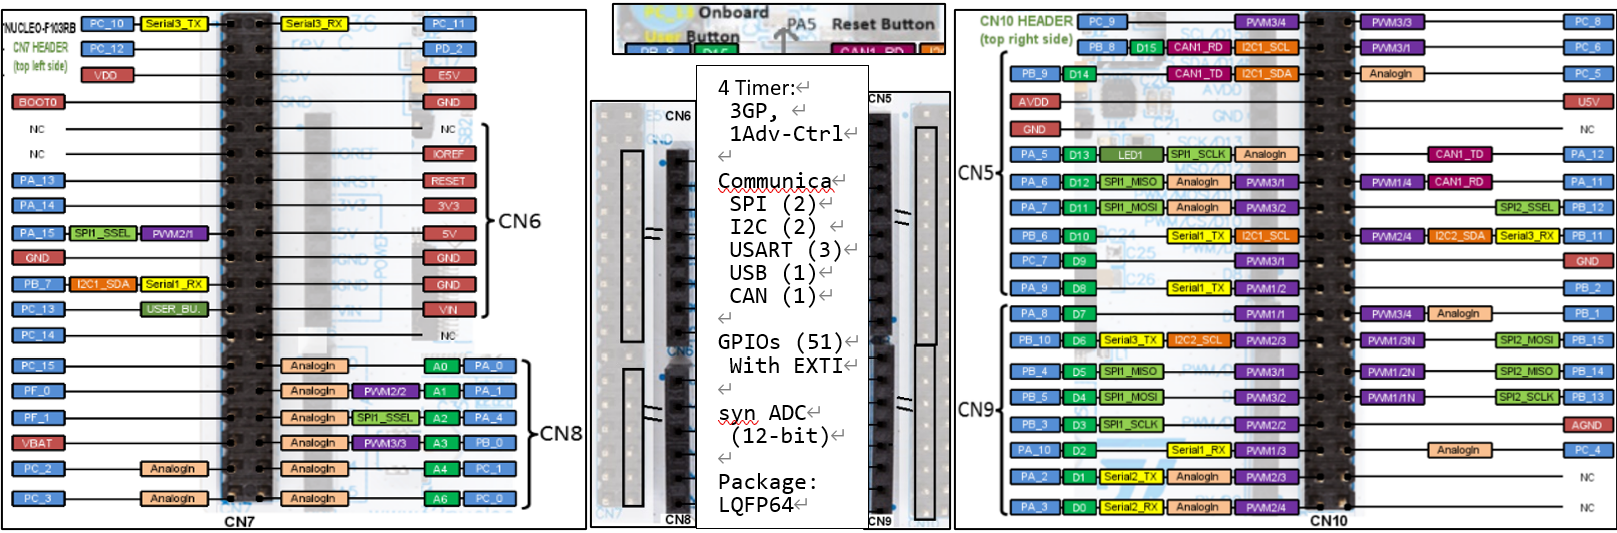 NUCLEO-F103RB
CN7 HEADER
(top left side)
PC_10 Serial3_TX Serial3_RX PC_11
PC_12 PD_2
VDD E5V
BOOT0 GND
NC NC
NC IOREF
PA_13 RESET
PA_14 3V3
PA_15 SPI1_SSEL PWM2/1 5V
GND GND
PB_7 I2C1_SDA Serial1_RX GND
PC_13 USER_BU. VIN
PC_14 NC
PC_15 AnalogIn A0 PA_0
PF_0 AnalogIn PWM2/2 A1 PA_1
PF_1 AnalogIn SPI1_SSEL A2 PA_4
VBAT AnalogIn PWM3/3 A3 PB_0
PC_2 AnalogIn AnalogIn A4 PC_1
PC_3 AnalogIn AnalogIn A6 PC_0
CN6
CN8
CN7
Onboard
User Button
PA5 Reset Button
CN6 CN5
4 Timer:
3GP,
1Adv-Ctrl
Communica
SPI (2)
I2C (2)
USART (3)
USB (1)
CAN (1)
GPIOs (51)
With EXTI
syn ADC
(12-bit)
Package:
LQFP64
CN8 CN9
CN10 HEADER
(top right side)
PC_9 PWM3/4 PWM3/3 PC_8
PB_8 D15 CAN1_RD I2C1_SCL PWM3/1 PC_6
PB_9 D14 CAN1_TD I2C1_SDA AnalogIn PC_5
AVDD U5V
GND NC
PA_5 D13 LED1 SPI1_SCLK AnalogIn CAN1_TD PA_12
PA_6 D12 SPI1_MISO AnalogIn PWM3/1 PWM1/4 CAN1_RD PA_11
PA_7 D11 SPI1_MOSI AnalogIn PWM3/2 SPI2_SSEL PB_12
PB_6 D10 Serial1_TX I2C1_SCL PWM2/4 I2C2_SDA Serial3_RX PB_11
PC_7 D9 PWM3/1 GND
PA_9 D8 Serial1_TX PWM1/2 PB_2
PA_8 D7 PWM1/1 PWM3/4 AnalogIn PB_1
PB_10 D6 Serial3_TX I2C2_SCL PWM2/3 PWM1/3N SPI2_MOSI PB_15
PB_4 D5 SPI1_MISO PWM3/1 PWM1/2N SPI2_MISO PB_14
PB_5 D4 SPI1_MOSI PWM3/2 PWM1/1N SPI2_SCLK PB_13
PB_3 D3 SPI1_SCLK PWM2/2 AGND
PA_10 D2 Serial1_RX PWM1/3 AnalogIn PC_4
PA_2 D1 Serial2_TX AnalogIn PWM2/3 NC
PA_3 D0 Serial2_RX AnalogIn PWM2/4 NC
CN5
CN9
CN10